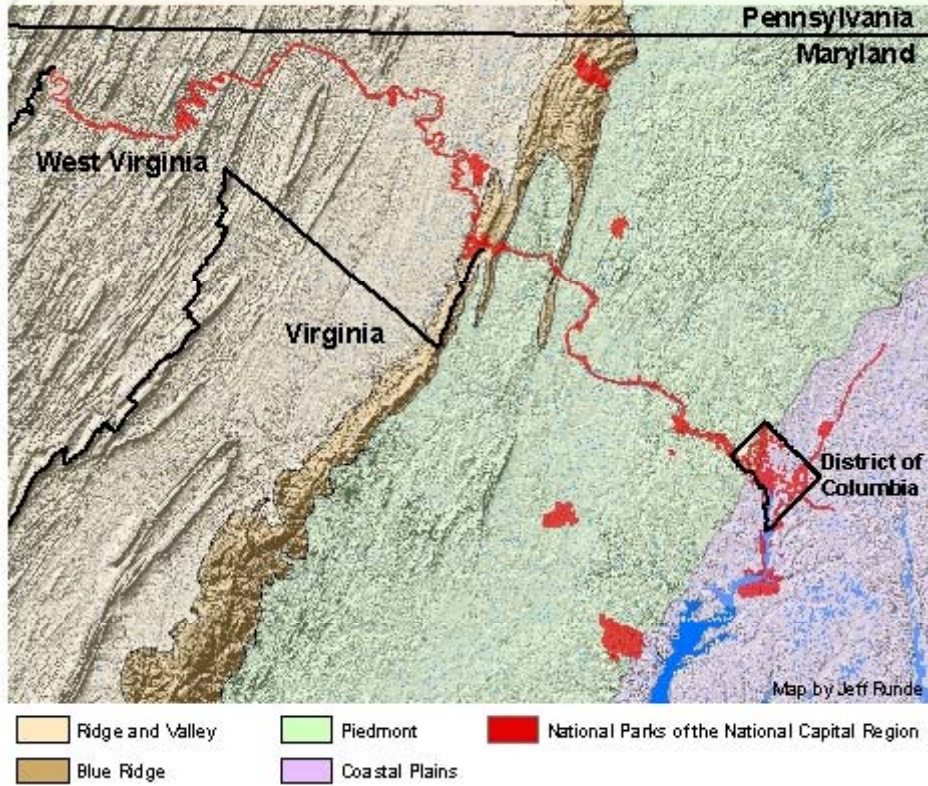 Pennsylvania
Maryland
West Virginia
Virginia
District of
Columbia
Map by Jeff Runde
Ridge and Valley
Piedmont
National Parks of the National Capital Region
Blue Ridge
Coastal Plains